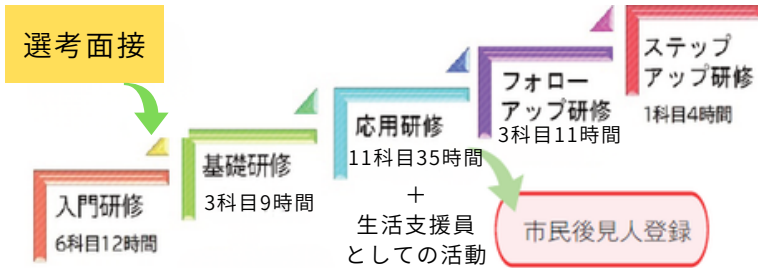 選考面接
入門研修
6科目12時間
基礎研修
3科目9時間
応用研修
11科目35時間
+
生活支援員
としての活動
フォロー
アップ研修
3科目11時間
ステップ
アップ研修
1科目4時間
市民後見人登録